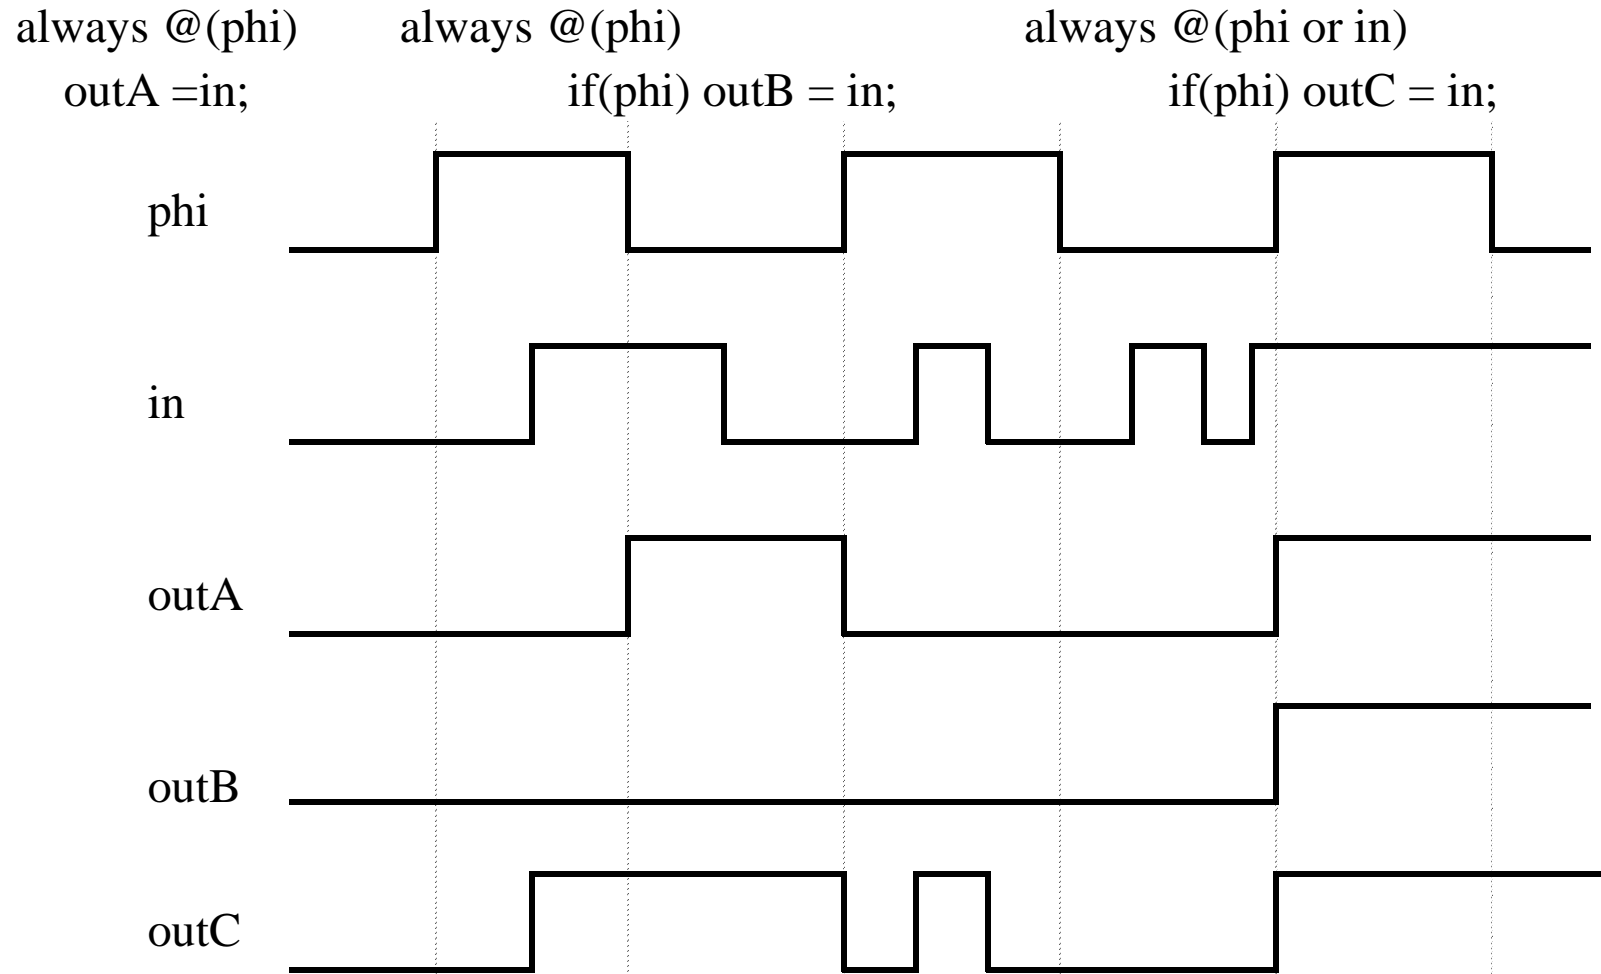 always @(phi)
outA =in;
always @(phi)
if(phi) outB = in;
always @(phi or in)
if(phi) outC = in;
phi
in
outA
outB
outC